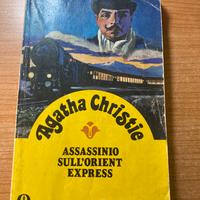 Agatha Christie
ASSASSINIO
SULL'ORIENT
EXPRESS